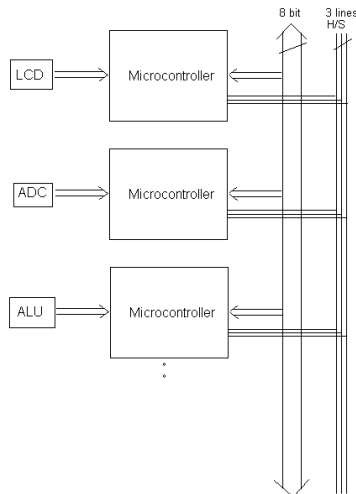 8 bit
3 lines
H/S
LCD
Microcontroller
ADC
Microcontroller
ALU
Microcontroller